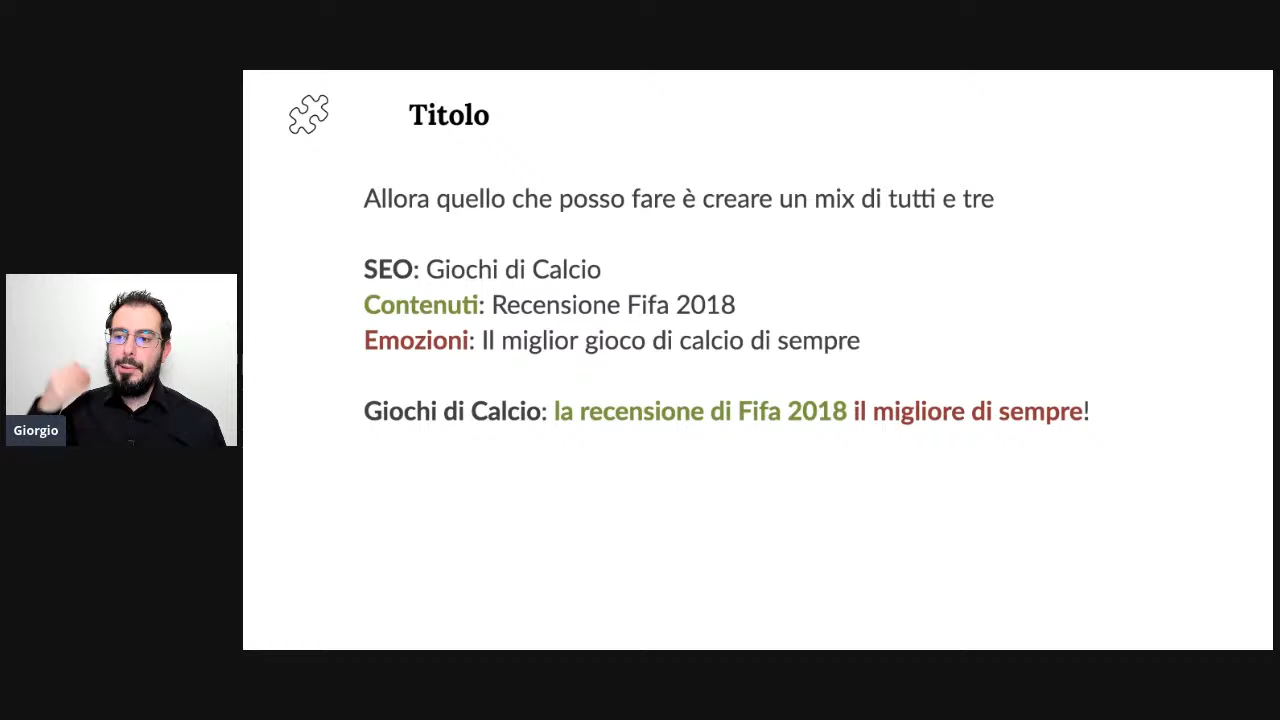 Titolo
Allora quello che posso fare è creare un mix di tutti e tre
SEO: Giochi di Calcio
Contenuti: Recensione Fifa 2018
Emozioni: Il miglior gioco di calcio di sempre
Giochi di Calcio: la recensione di Fifa 2018 il migliore di sempre!
Giorgio